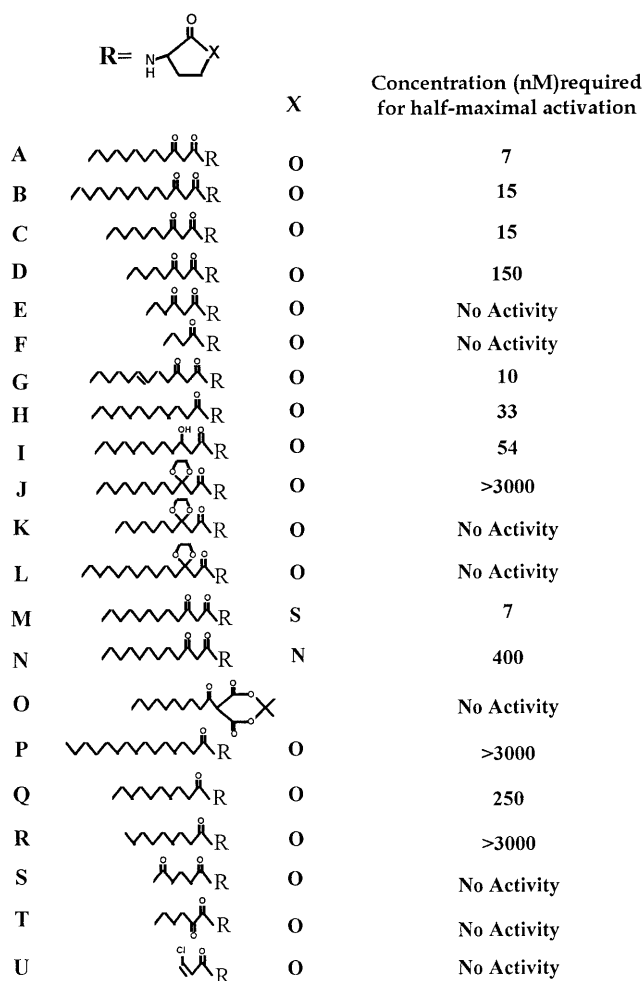 O
R= N H X
X
Concentration (nM)required
for half-maximal activation
A O O R O 7
B O O R O 15
C O O R O 15
D O O R O 150
E O O R O No Activity
F O R O No Activity
G O O R O 10
H O R O 33
I OH O R O 54
J O O O R O >3000
K O O O R O No Activity
L O O O R O No Activity
M O O R S 7
N O O R N 400
O O O O O O No Activity
P O R O >3000
Q O R O 250
R O R O >3000
S O O R O No Activity
T O O R O No Activity
U Cl O R O No Activity